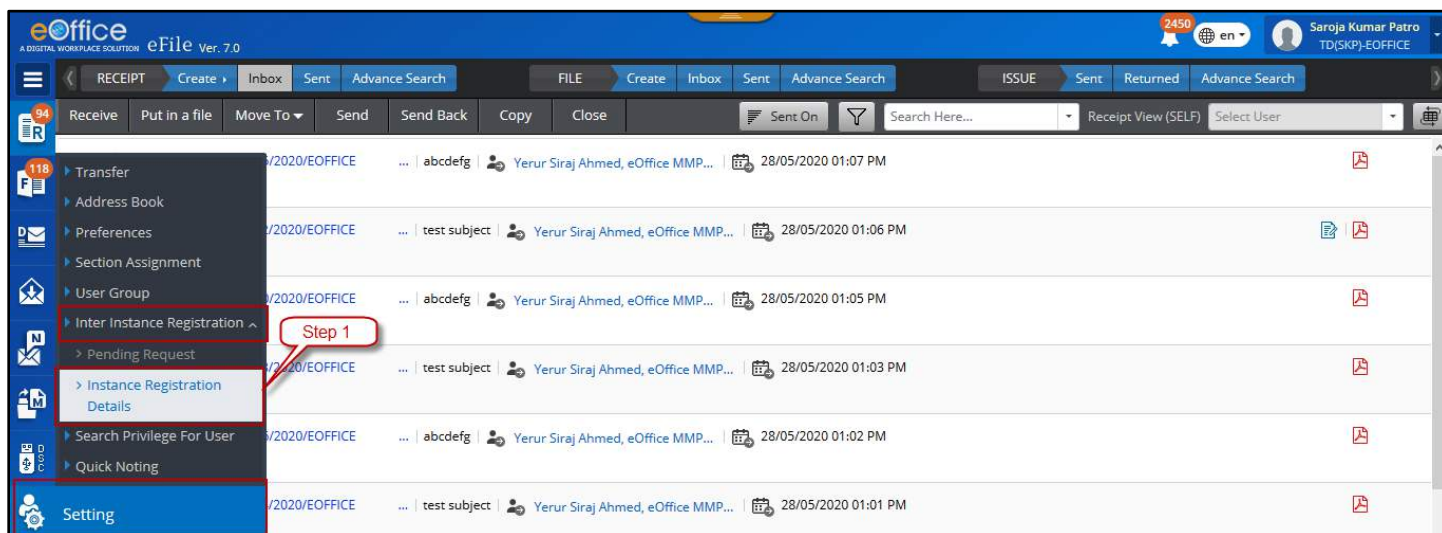 eOffice
A DIGITAL WORKPLACE SOLUTION eFile Ver. 7.0
2450 en Saroja Kumar Patro
TD(SKP)-EOFFICE
RECEIPT Create Inbox Sent Advance Search FILE Create Inbox Sent Advance Search ISSUE Sent Returned Advance Search
94 R Receive Put in a file Move To Send Send Back Copy Close Sent On Search Here... Receipt View (SELF) Select User
/2020/EOFFICE ... abcdefg Yerur Siraj Ahmed, eOffice MMP... 28/05/2020 01:07 PM
118 F Transfer
Address Book
D Preferences /2020/EOFFICE ... test subject Yerur Siraj Ahmed, eOffice MMP... 28/05/2020 01:06 PM
Section Assignment
User Group /2020/EOFFICE ... abcdefg Yerur Siraj Ahmed, eOffice MMP... 28/05/2020 01:05 PM
Inter Instance Registration
Step 1
N > Pending Request
/2020/EOFFICE ... test subject Yerur Siraj Ahmed, eOffice MMP... 28/05/2020 01:03 PM
> Instance Registration
M Details
DSC Search Privilege For User /2020/EOFFICE ... abcdefg Yerur Siraj Ahmed, eOffice MMP... 28/05/2020 01:02 PM
Quick Noting
Setting /2020/EOFFICE ... test subject Yerur Siraj Ahmed, eOffice MMP... 28/05/2020 01:01 PM